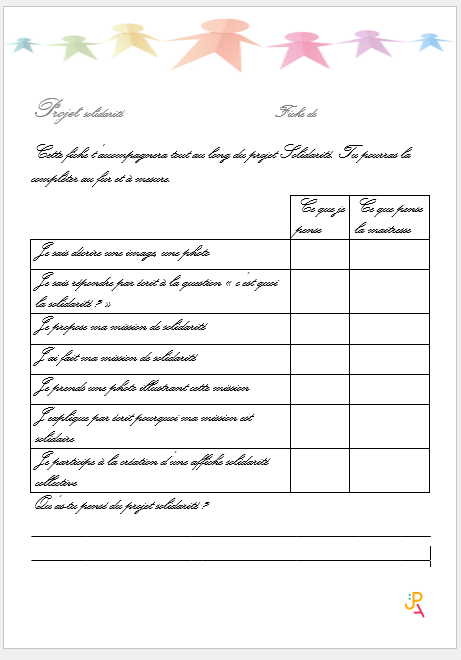 Projet solidarité Fiche de
Cette fiche t'accompagnera tout au long du projet Solidarité. Tu pourras la
compléter au fur et à mesure.
Ce que je Ce que pense
pense la maîtresse
Je sais décrire une image, une photo
Je sais répondre par écrit à la question « c'est quoi
la solidarité ? »
Je propose ma mission de solidarité
J'ai fait ma mission de solidarité
Je prends une photo illustrant cette mission
J'explique par écrit pourquoi ma mission est
solidaire
Je participe à la création d'une affiche solidarité
collective
Qu'as-tu pensé du projet solidarité ?
JPA